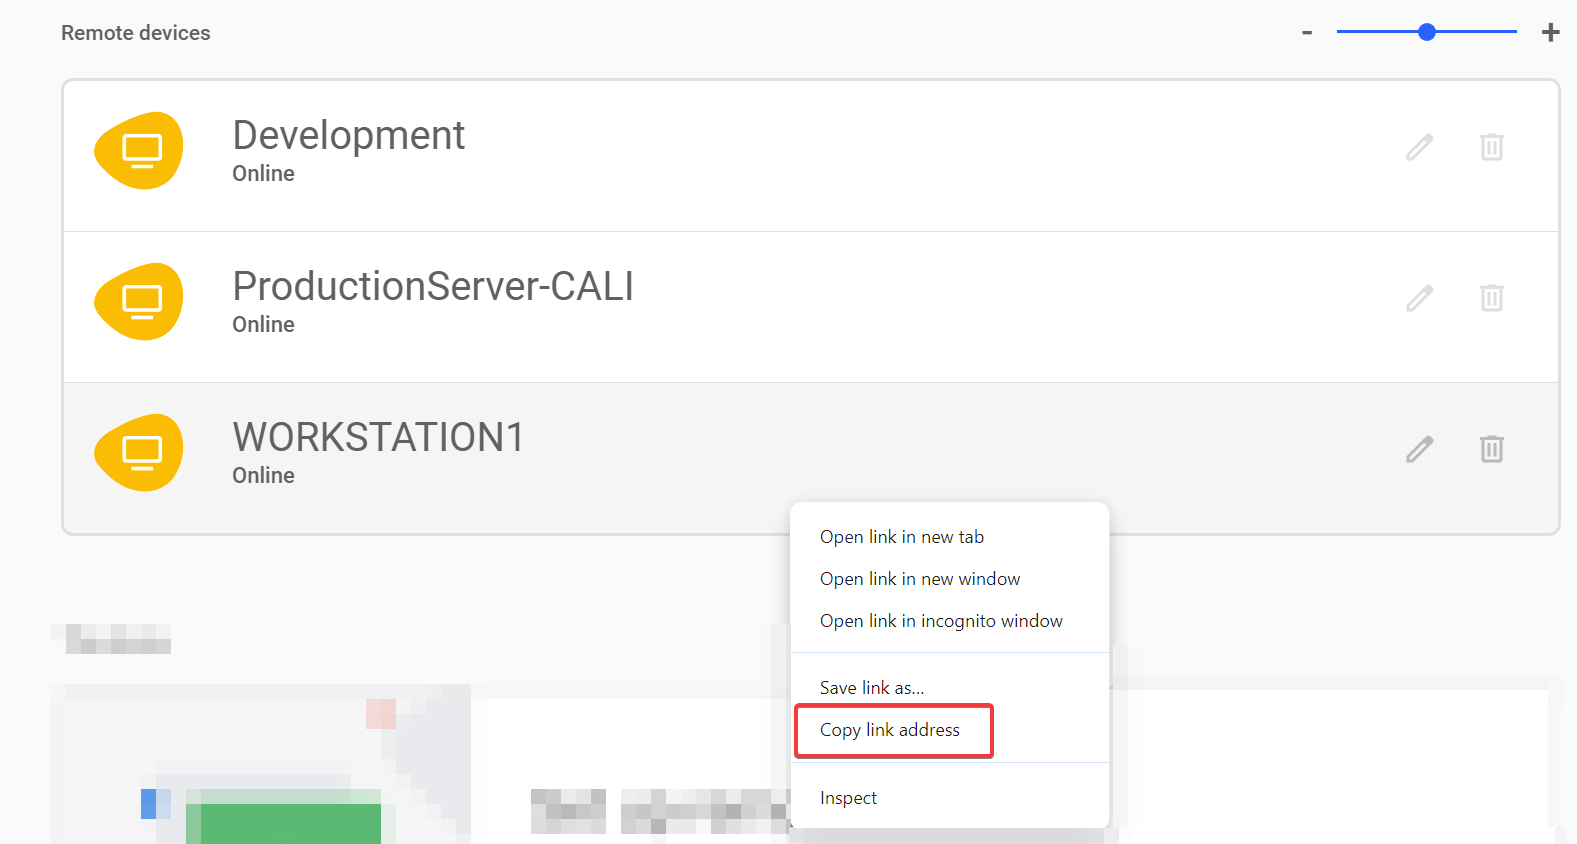 Remote devices
- +
Development
Online
ProductionServer-CALI
Online
WORKSTATION1
Online
Open link in new tab
Open link in new window
Open link in incognito window
Save link as...
Copy link address
Inspect